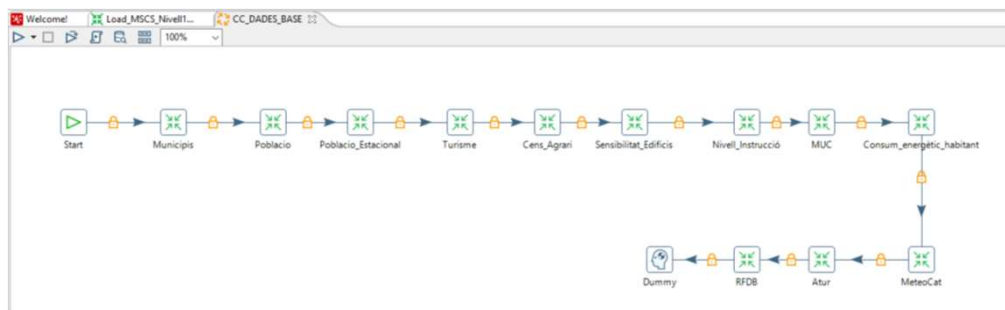 Welcome!
Load_MSCS_Nivell1...
CC_DADES_BASE
100%
Start
Municipis
Poblacio
Poblacio_Estacional
Turisme
Cens_Agrari
Sensibilitat_Edificis
Nivell_Instrucció
MUC
Consum_energètic_habitant
Dummy
RFDB
Atur
MeteoCat